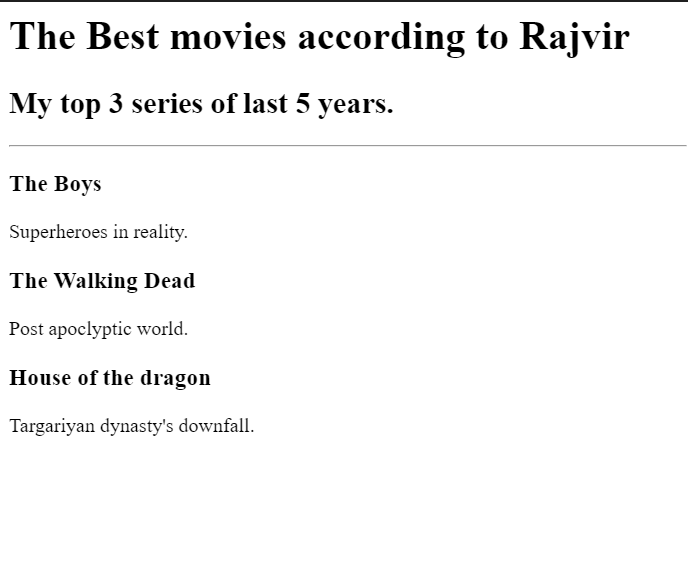 The Best movies according to Rajvir
My top 3 series of last 5 years.
The Boys
Superheroes in reality.
The Walking Dead
Post apoclyptic world.
House of the dragon
Targariyan dynasty's downfall.